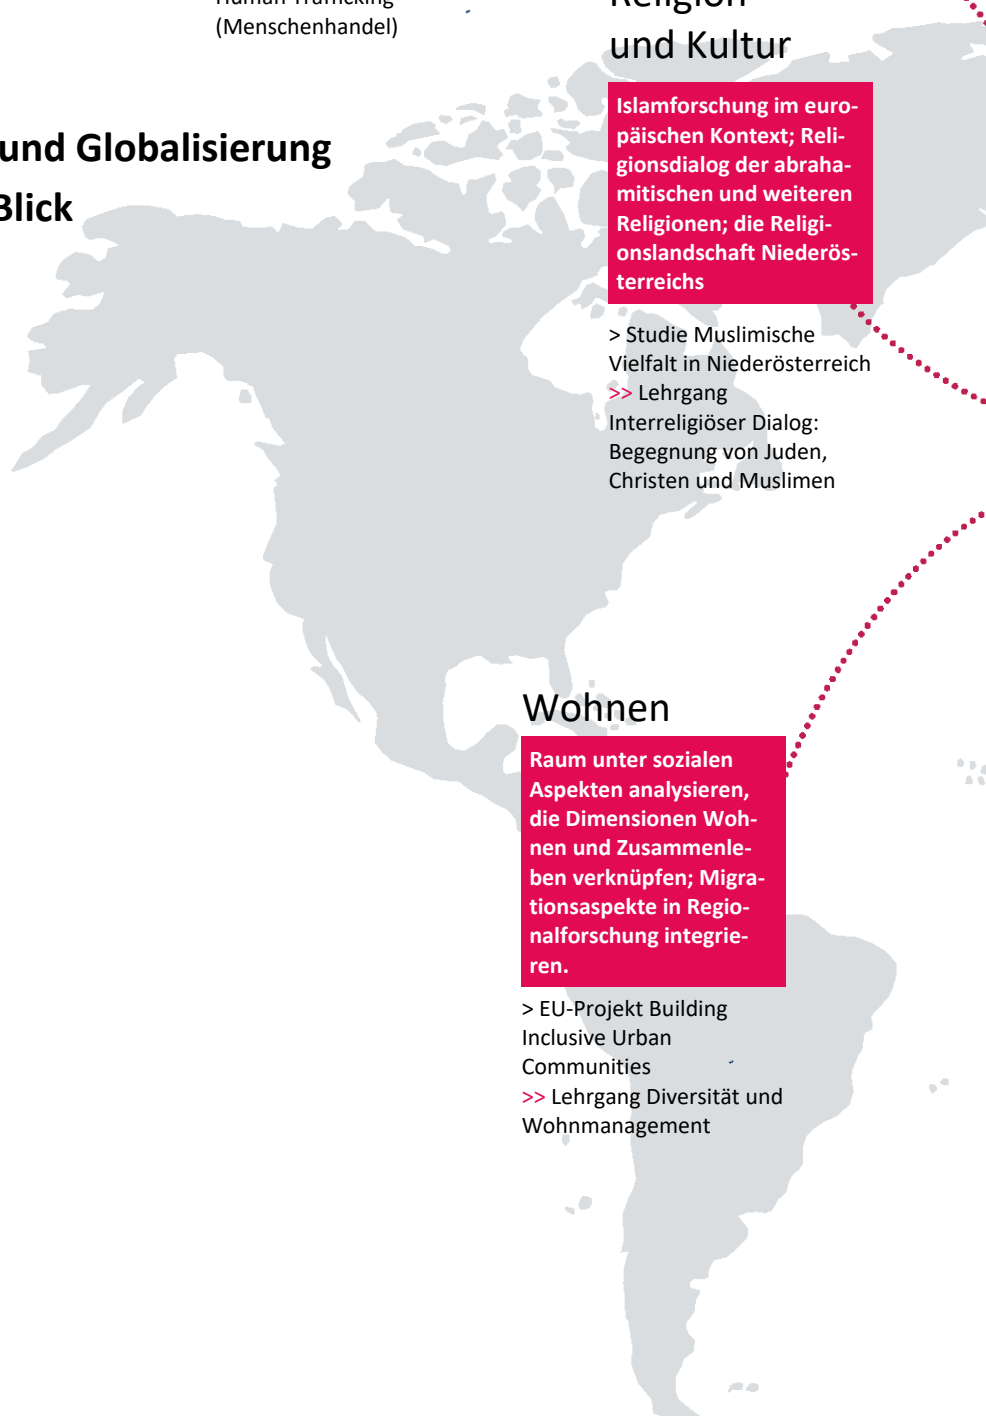 Human Trafficking
(Menschenhandel)
und Globalisierung
Blick
Religion
und Kultur
Islamforschung im euro-
päischen Kontext; Reli-
gionsdialog der abraha-
mitischen und weiteren
Religionen; die Religi-
onslandschaft Niederös-
terreichs
> Studie Muslimische
Vielfalt in Niederösterreich
>> Lehrgang
Interreligiöser Dialog:
Begegnung von Juden,
Christen und Muslimen
Wohnen
Raum unter sozialen
Aspekten analysieren,
die Dimensionen Woh-
nen und Zusammenle-
ben verknüpfen; Migra-
tionsaspekte in Regio-
nalforschung integrie-
ren.
> EU-Projekt Building
Inclusive Urban
Communities
>> Lehrgang Diversität und
Wohnmanagement